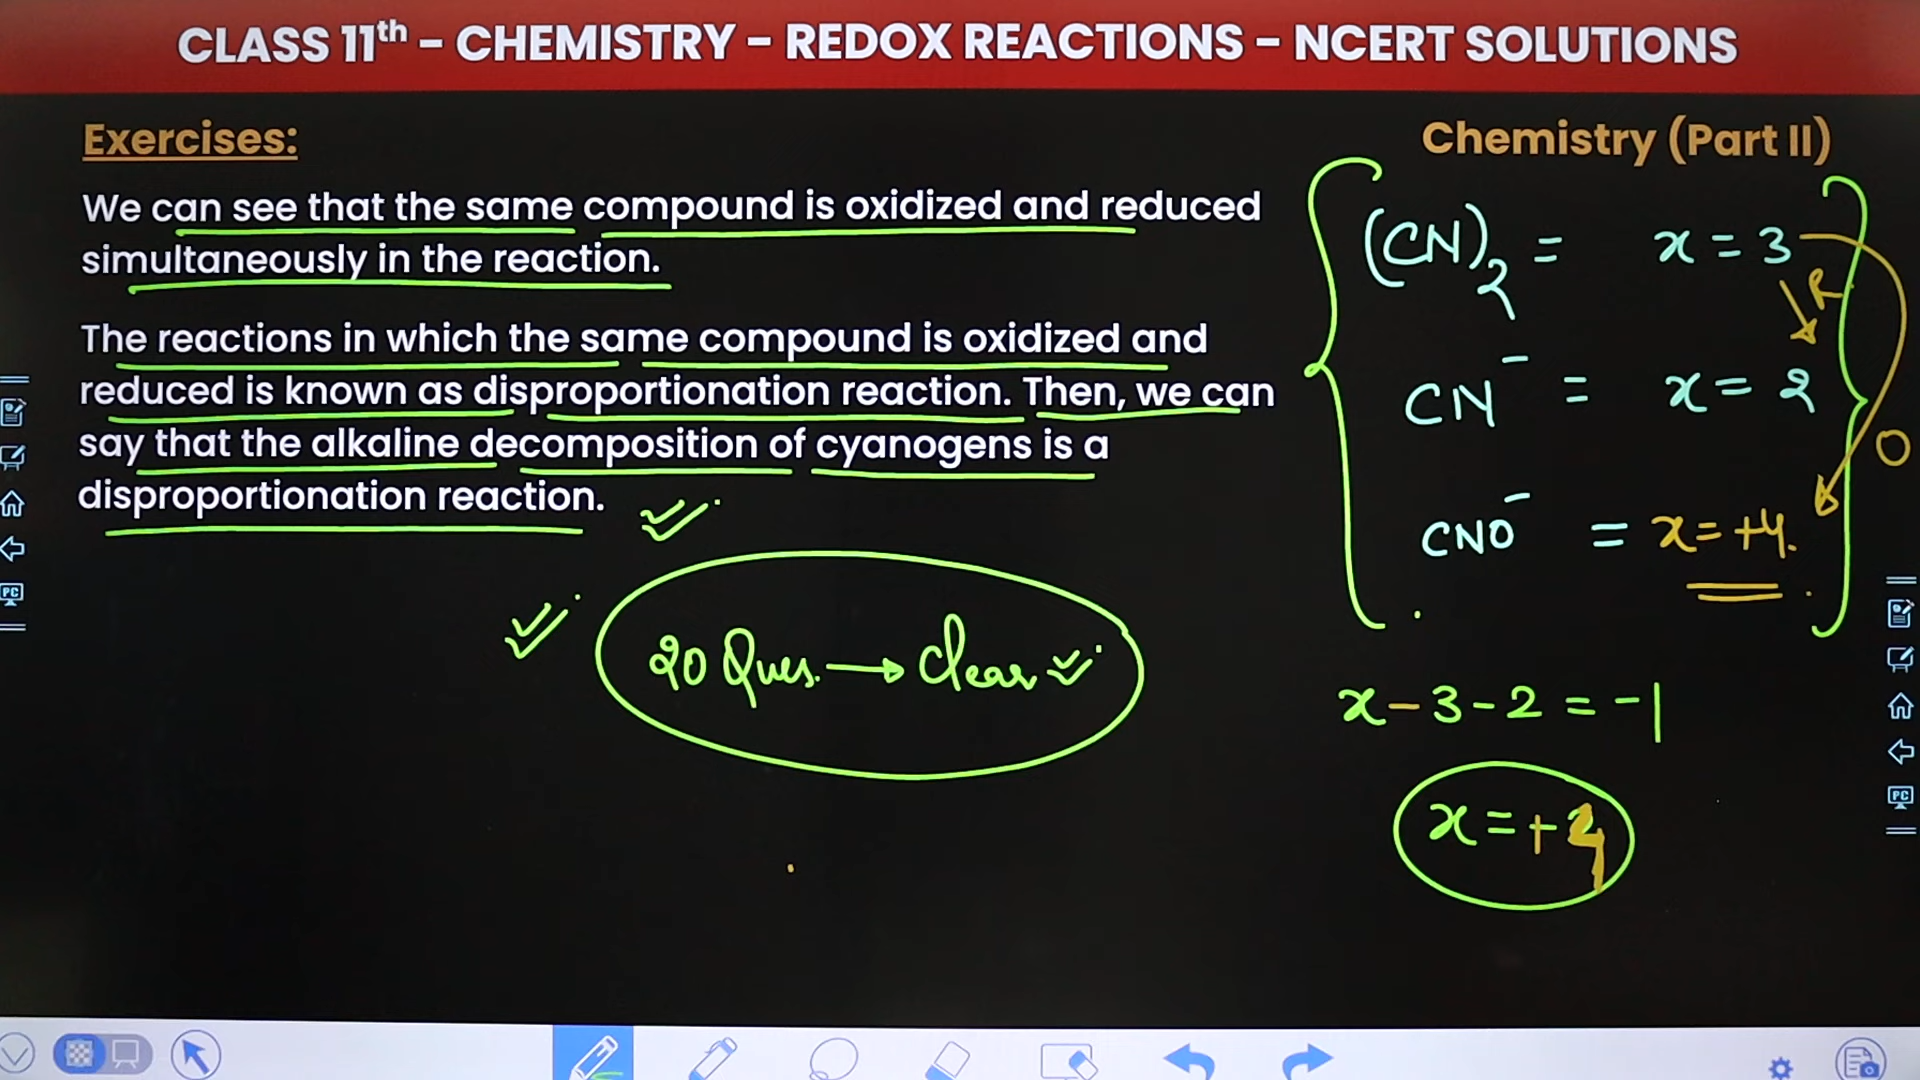 CLASS 11th - CHEMISTRY - REDOX REACTIONS - NCERT SOLUTIONS
Exercises:
Chemistry (Part II)
We can see that the same compound is oxidized and reduced
simultaneously in the reaction.
The reactions in which the same compound is oxidized and
reduced is known as disproportionation reaction. Then, we can
say that the alkaline decomposition of cyanogens is a
disproportionation reaction.
20 Ques. → Clear
(CN)₂ = x = 3
R
CN⁻ = x = 2
O
CNO⁻ = x = +4
x - 3 - 2 = -1
x = +4
PC
PC